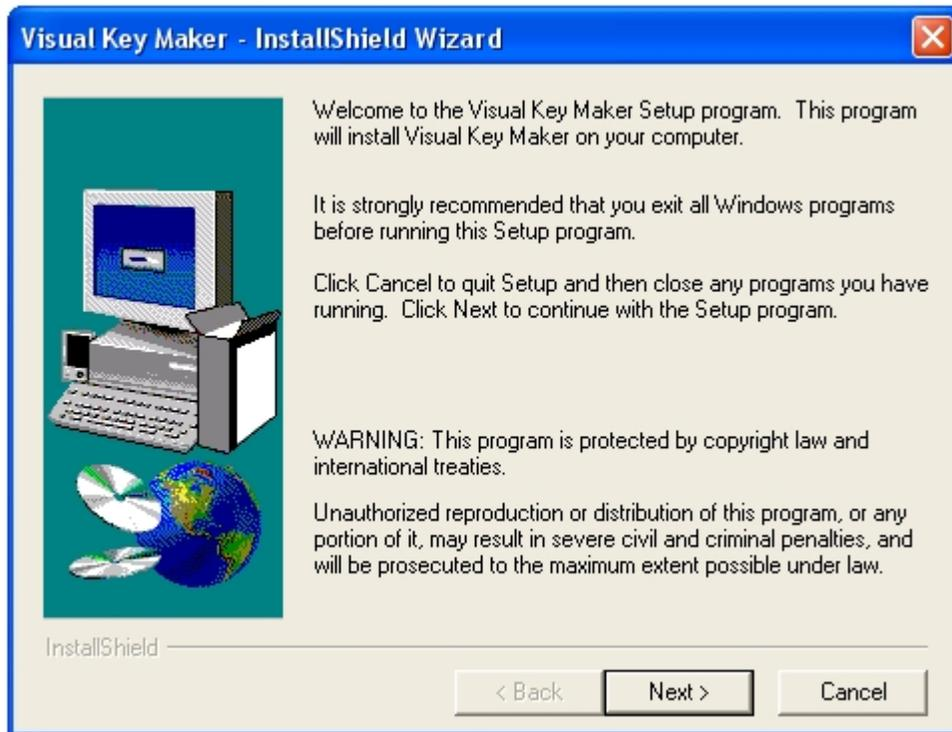 Visual Key Maker - InstallShield Wizard
Welcome to the Visual Key Maker Setup program.  This program
will install Visual Key Maker on your computer.
It is strongly recommended that you exit all Windows programs
before running this Setup program.
Click Cancel to quit Setup and then close any programs you have
running.  Click Next to continue with the Setup program.
WARNING: This program is protected by copyright law and
international treaties.
Unauthorized reproduction or distribution of this program, or any
portion of it, may result in severe civil and criminal penalties, and
will be prosecuted to the maximum extent possible under law.
InstallShield
< Back
Next >
Cancel